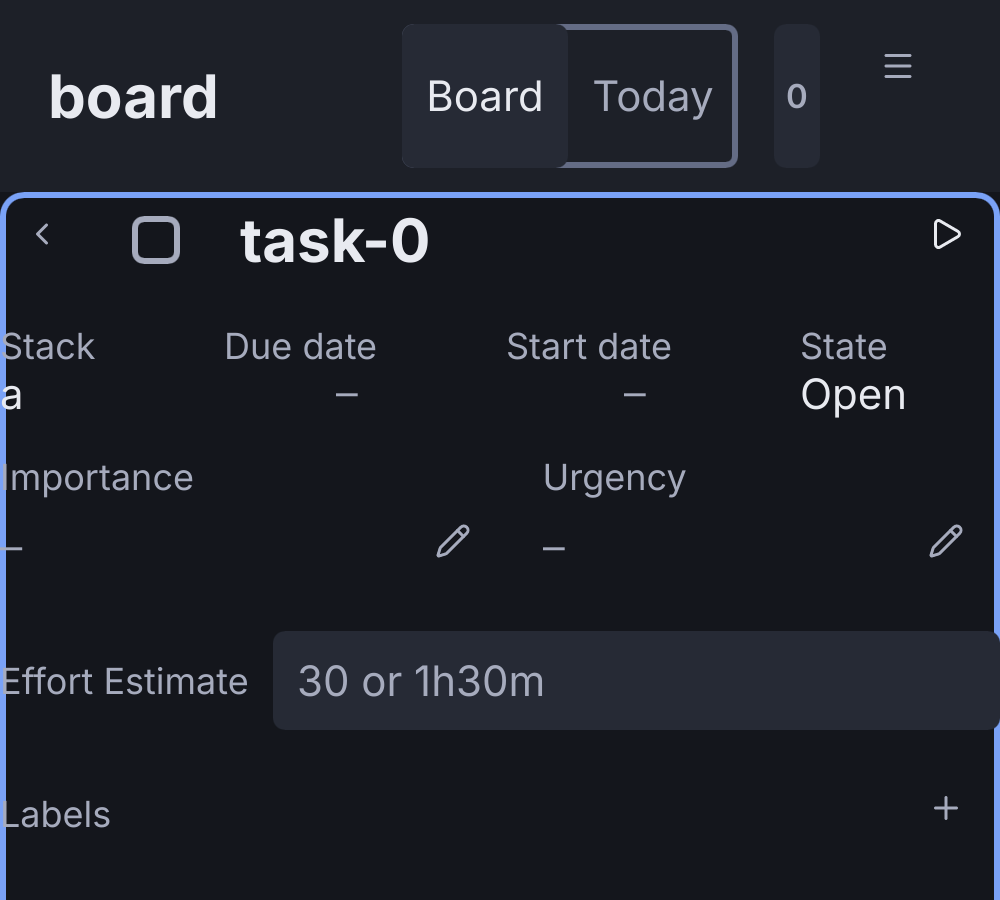 board
Board Today 0
task-0
Stack Due date Start date State
a – – Open
Importance Urgency
– –
Effort Estimate 30 or 1h30m
Labels